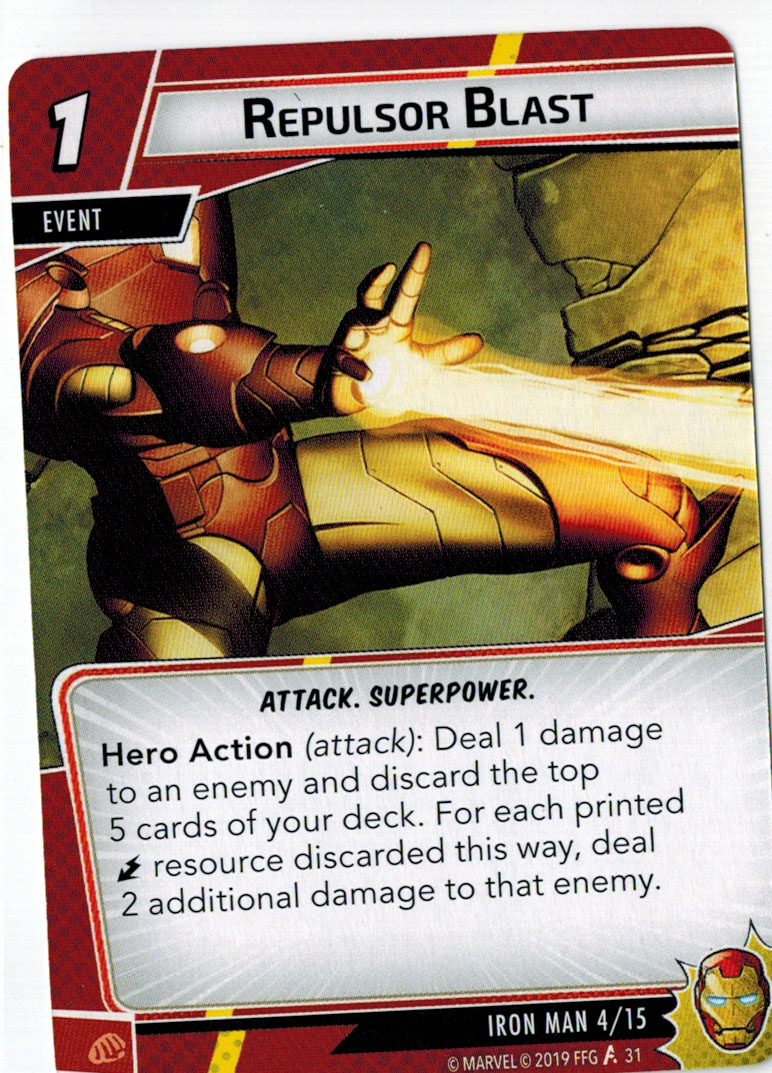 1
REPULSOR BLAST
EVENT
ATTACK. SUPERPOWER.
Hero Action (attack): Deal 1 damage
to an enemy and discard the top
5 cards of your deck. For each printed
resource discarded this way, deal
2 additional damage to that enemy.
IRON MAN 4/15
© MARVEL © 2019 FFG 31